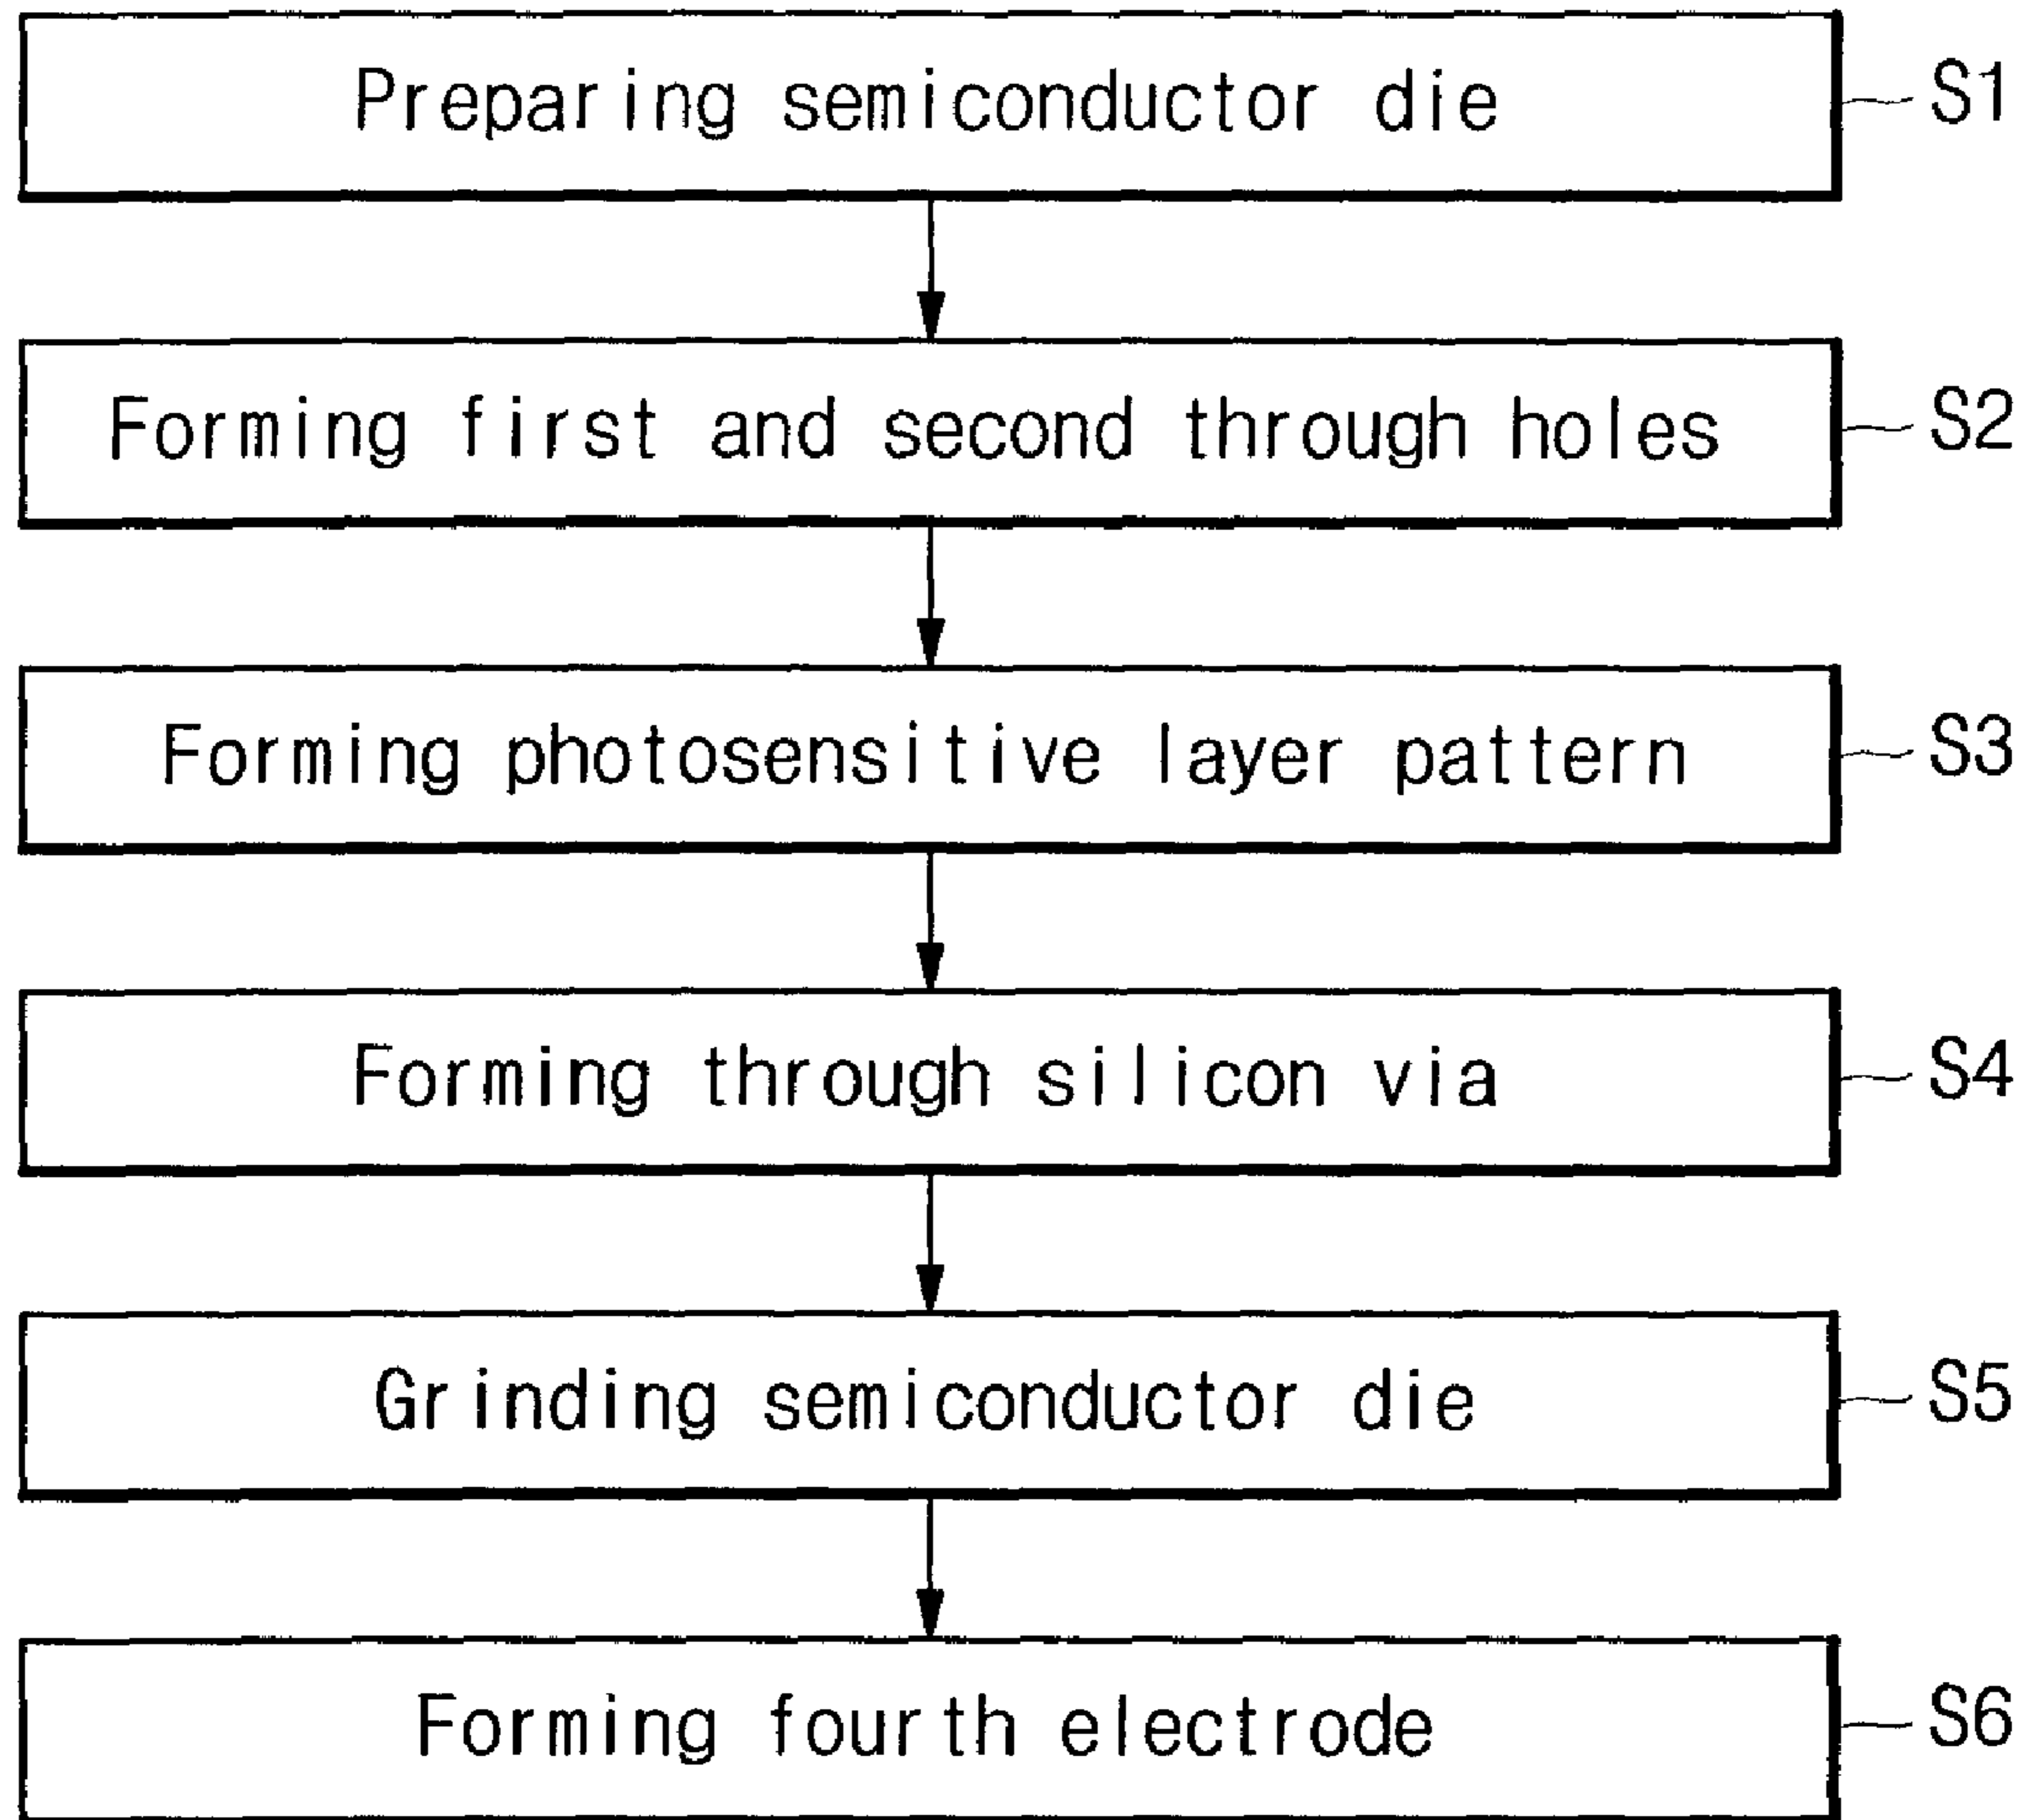 Preparing semiconductor die S1
Forming first and second through holes S2
Forming photosensitive layer pattern S3
Forming through silicon via S4
Grinding semiconductor die S5
Forming fourth electrode S6